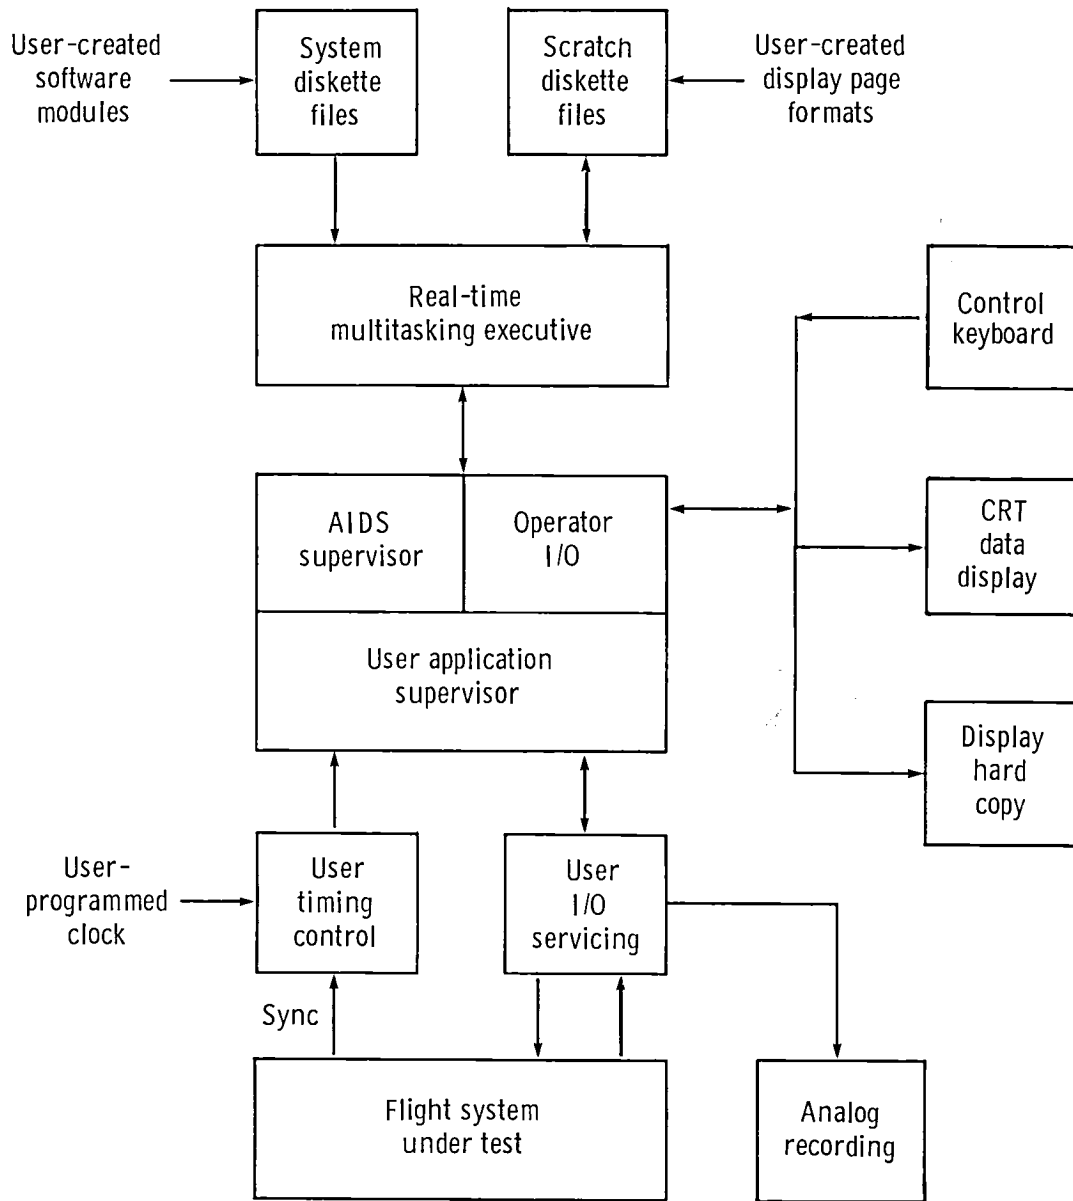 User-created
software
modules
System
diskette
files
Scratch
diskette
files
User-created
display page
formats
Real-time
multitasking executive
Control
keyboard
AIDS
supervisor
Operator
I/O
CRT
data
display
User application
supervisor
Display
hard
copy
User-
programmed
clock
User
timing
control
User
I/O
servicing
Sync
Flight system
under test
Analog
recording